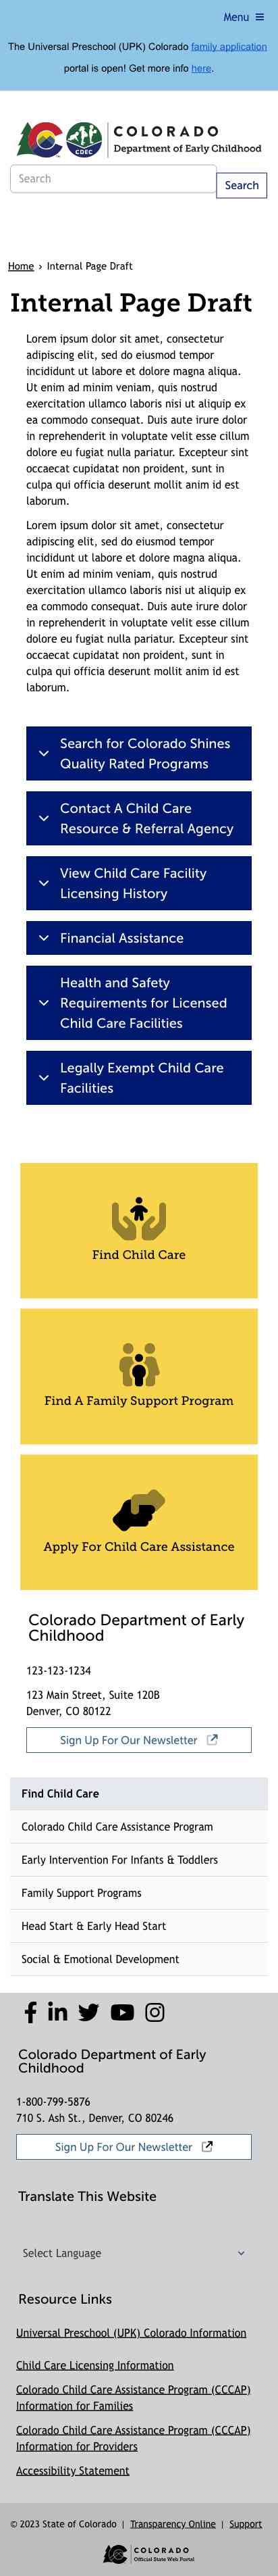 Menu
The Universal Preschool (UPK) Colorado family application
portal is open! Get more info here.
COLORADO
CDEC
Department of Early Childhood
Search
Search
Home › Internal Page Draft
Internal Page Draft
Lorem ipsum dolor sit amet, consectetur
adipiscing elit, sed do eiusmod tempor
incididunt ut labore et dolore magna aliqua.
Ut enim ad minim veniam, quis nostrud
exercitation ullamco laboris nisi ut aliquip ex
ea commodo consequat. Duis aute irure dolor
in reprehenderit in voluptate velit esse cillum
dolore eu fugiat nulla pariatur. Excepteur sint
occaecat cupidatat non proident, sunt in
culpa qui officia deserunt mollit anim id est
laborum.
Lorem ipsum dolor sit amet, consectetur
adipiscing elit, sed do eiusmod tempor
incididunt ut labore et dolore magna aliqua.
Ut enim ad minim veniam, quis nostrud
exercitation ullamco laboris nisi ut aliquip ex
ea commodo consequat. Duis aute irure dolor
in reprehenderit in voluptate velit esse cillum
dolore eu fugiat nulla pariatur. Excepteur sint
occaecat cupidatat non proident, sunt in
culpa qui officia deserunt mollit anim id est
laborum.
Search for Colorado Shines
Quality Rated Programs
Contact A Child Care
Resource & Referral Agency
View Child Care Facility
Licensing History
Financial Assistance
Health and Safety
Requirements for Licensed
Child Care Facilities
Legally Exempt Child Care
Facilities
Find Child Care
Find A Family Support Program
Apply For Child Care Assistance
Colorado Department of Early
Childhood
123-123-1234
123 Main Street, Suite 120B
Denver, CO 80122
Sign Up For Our Newsletter
Find Child Care
Colorado Child Care Assistance Program
Early Intervention For Infants & Toddlers
Family Support Programs
Head Start & Early Head Start
Social & Emotional Development
Colorado Department of Early
Childhood
1-800-799-5876
710 S. Ash St., Denver, CO 80246
Sign Up For Our Newsletter
Translate This Website
Select Language
Resource Links
Universal Preschool (UPK) Colorado Information
Child Care Licensing Information
Colorado Child Care Assistance Program (CCCAP)
Information for Families
Colorado Child Care Assistance Program (CCCAP)
Information for Providers
Accessibility Statement
© 2023 State of Colorado | Transparency Online | Support
COLORADO
Official State Web Portal